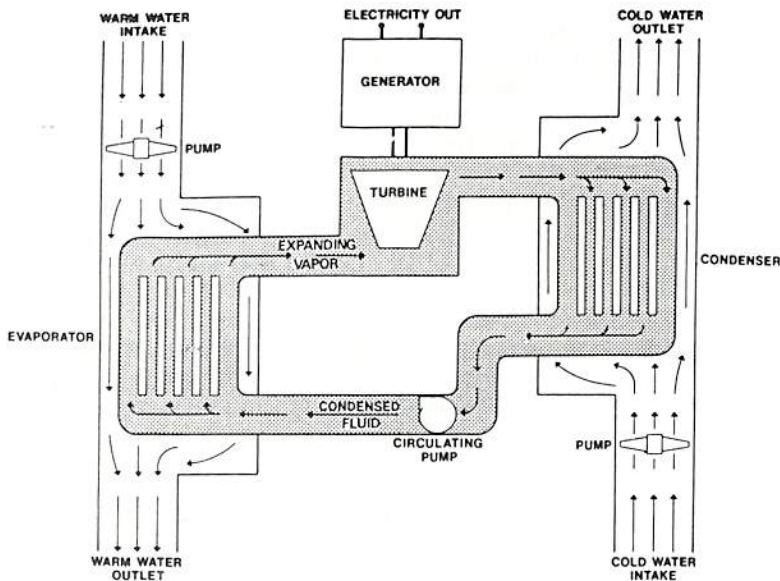 WARM WATER
INTAKE
ELECTRICITY OUT
COLD WATER
OUTLET
GENERATOR
PUMP
TURBINE
EXPANDING
VAPOR
CONDENSER
EVAPORATOR
CONDENSED
FLUID
CIRCULATING
PUMP
PUMP
WARM WATER
OUTLET
COLD WATER
INTAKE